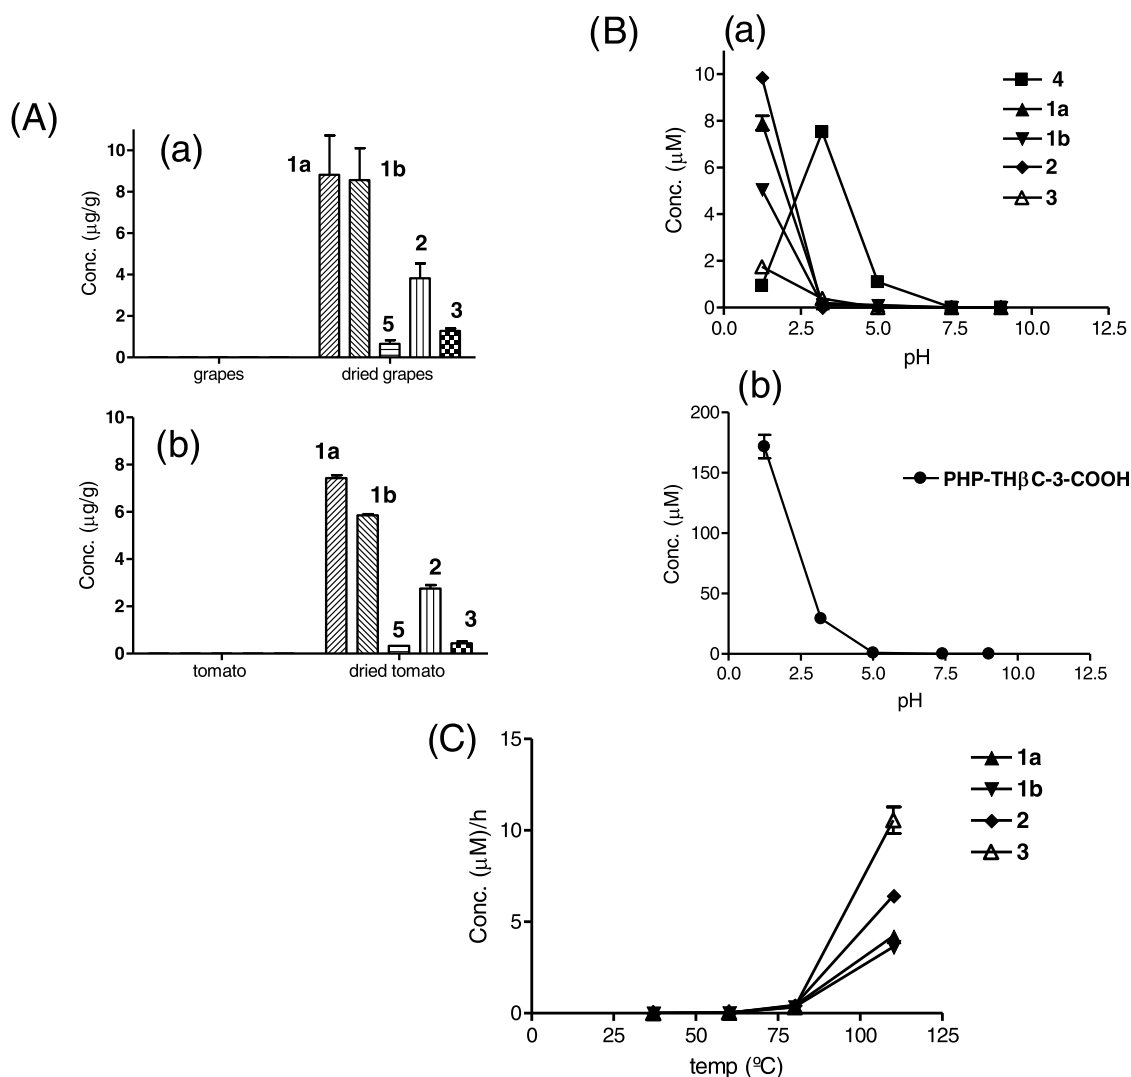 (A)
(a)
Conc. (μg/g)
10
8
6
4
2
0
1a
1b
5
2
3
grapes
dried grapes
(b)
Conc. (μg/g)
10
8
6
4
2
0
1a
1b
5
2
3
tomato
dried tomato
(B)
(a)
Conc. (μM)
10
8
6
4
2
0
0.0
2.5
5.0
7.5
10.0
12.5
pH
4
1a
1b
2
3
(b)
Conc. (μM)
200
150
100
50
0
0.0
2.5
5.0
7.5
10.0
12.5
pH
PHP-THβC-3-COOH
(C)
Conc. (μM)/h
15
10
5
0
0
25
50
75
100
125
temp (ºC)
1a
1b
2
3